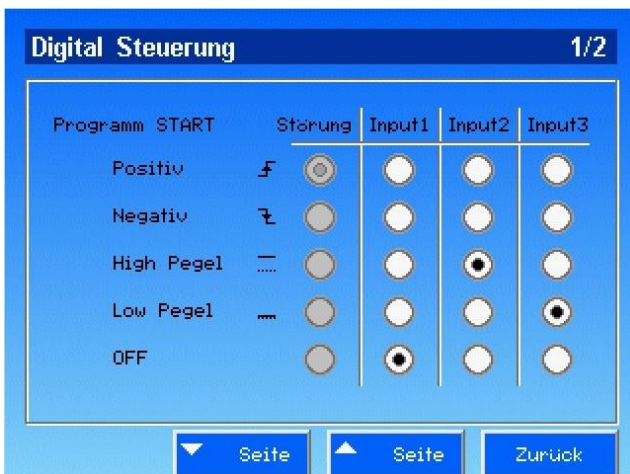 Digital Steuerung 1/2
Programm START Störung Input1 Input2 Input3
Positiv
Negativ
High Pegel
Low Pegel
OFF
Seite Seite Zurück